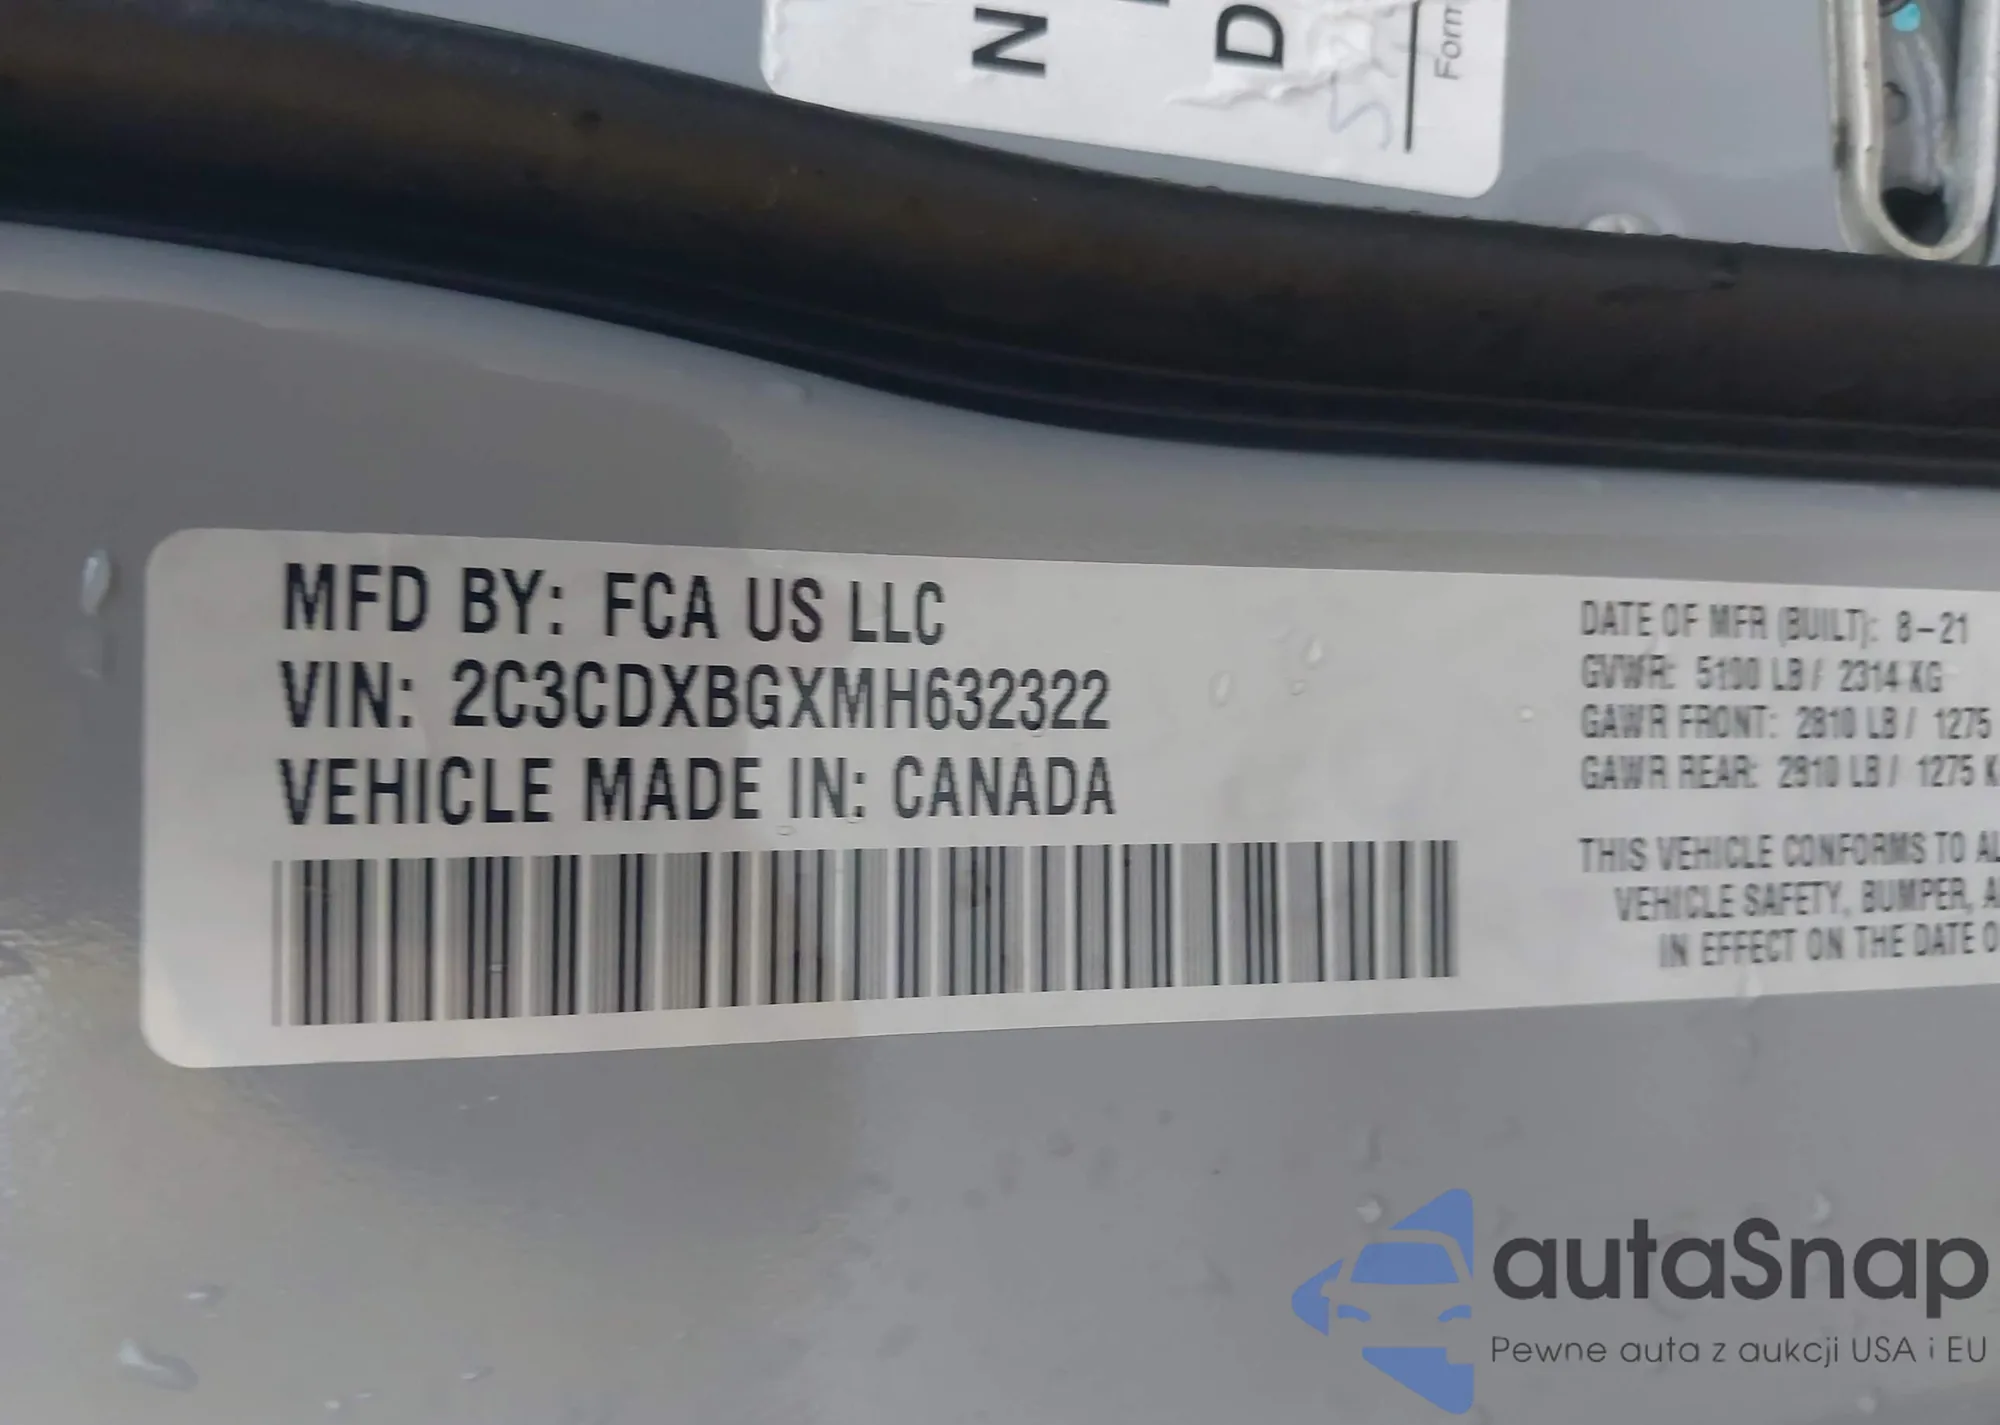 N
D
Form
MFD BY: FCA US LLC
VIN: 2C3CDXBGXMH632322
VEHICLE MADE IN: CANADA
DATE OF MFR (BUILT): 8-21
GVWR: 5100 LB / 2314 KG
GAWR FRONT: 2810 LB / 1275
GAWR REAR: 2810 LB / 1275 K
THIS VEHICLE CONFORMS TO AL
VEHICLE SAFETY, BUMPER, A
IN EFFECT ON THE DATE O
autaSnap
Pewne auta z aukcji USA i EU